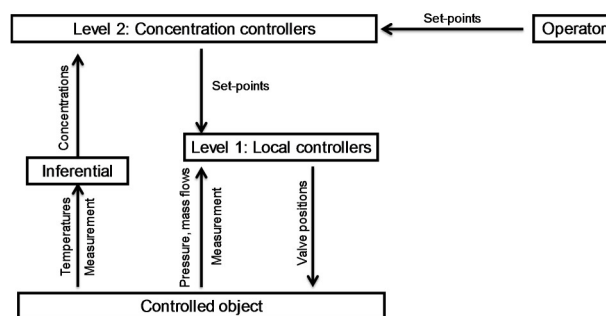 Level 2: Concentration controllers
Set-points
Operator
Concentrations
Set-points
Level 1: Local controllers
Inferential
Temperatures
Measurement
Pressure, mass flows
Measurement
Valve positions
Controlled object